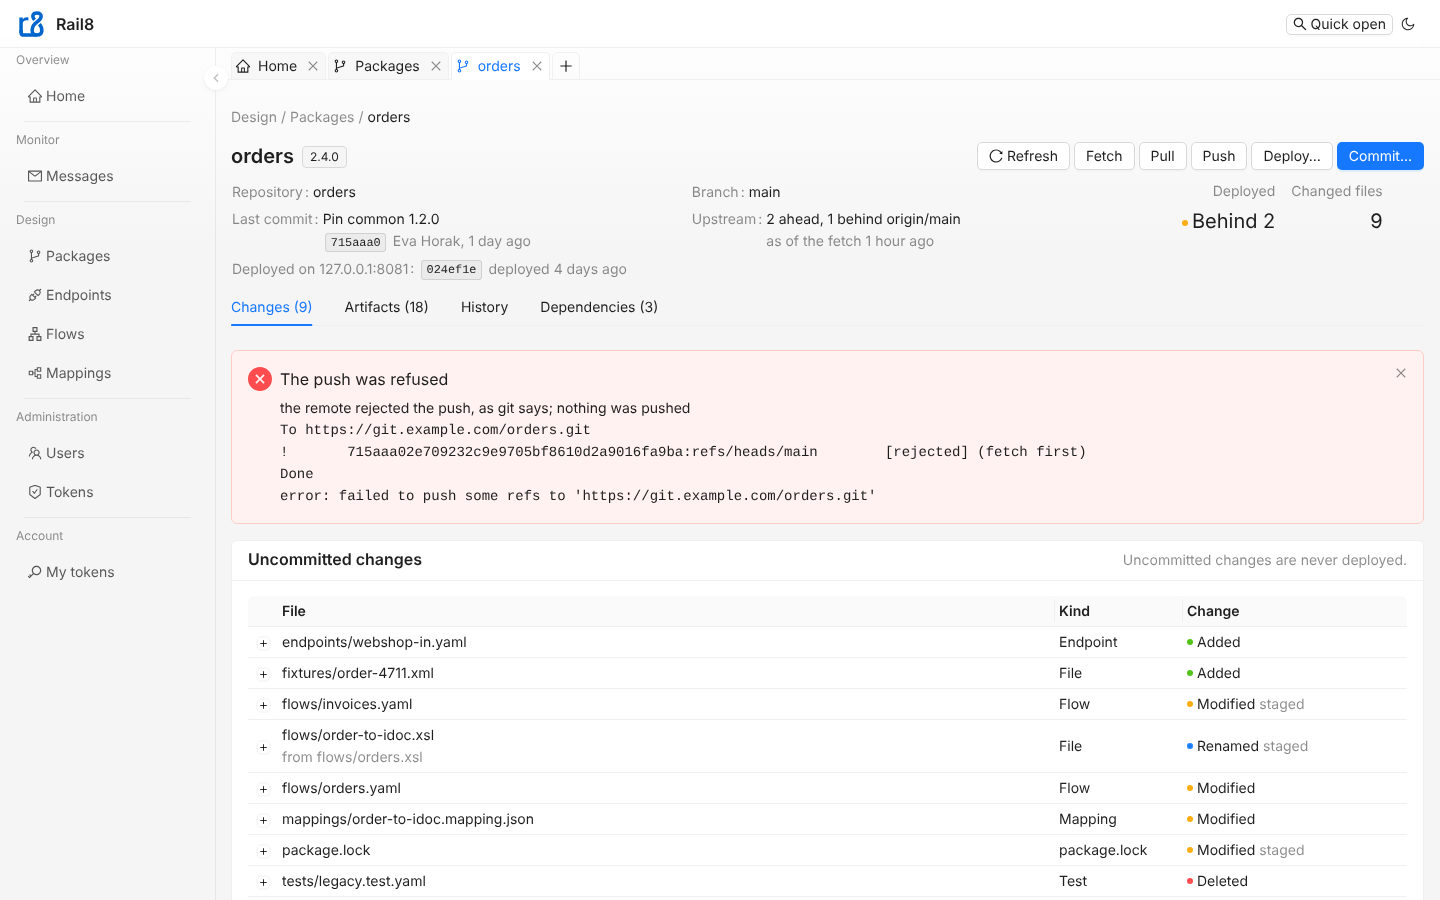 r8 Rail8
Quick open
Overview
Home
Monitor
Messages
Design
Packages
Endpoints
Flows
Mappings
Administration
Users
Tokens
Account
My tokens
Home
Packages
orders
Design / Packages / orders
orders 2.4.0
Refresh Fetch Pull Push Deploy... Commit...
Repository: orders
Branch: main
Deployed
Behind 2
Changed files
9
Last commit: Pin common 1.2.0
715aaa0 Eva Horak, 1 day ago
Upstream: 2 ahead, 1 behind origin/main
as of the fetch 1 hour ago
Deployed on 127.0.0.1:8081: 024ef1e deployed 4 days ago
Changes (9) Artifacts (18) History Dependencies (3)
The push was refused
the remote rejected the push, as git says; nothing was pushed
To https://git.example.com/orders.git
! 715aaa02e709232c9e9705bf8610d2a9016fa9ba:refs/heads/main [rejected] (fetch first)
Done
error: failed to push some refs to 'https://git.example.com/orders.git'
Uncommitted changes
Uncommitted changes are never deployed.
File Kind Change
endpoints/webshop-in.yaml Endpoint Added
fixtures/order-4711.xml File Added
flows/invoices.yaml Flow Modified staged
flows/order-to-idoc.xsl
from flows/orders.xsl
File Renamed staged
flows/orders.yaml Flow Modified
mappings/order-to-idoc.mapping.json Mapping Modified
package.lock package.lock Modified staged
tests/legacy.test.yaml Test Deleted